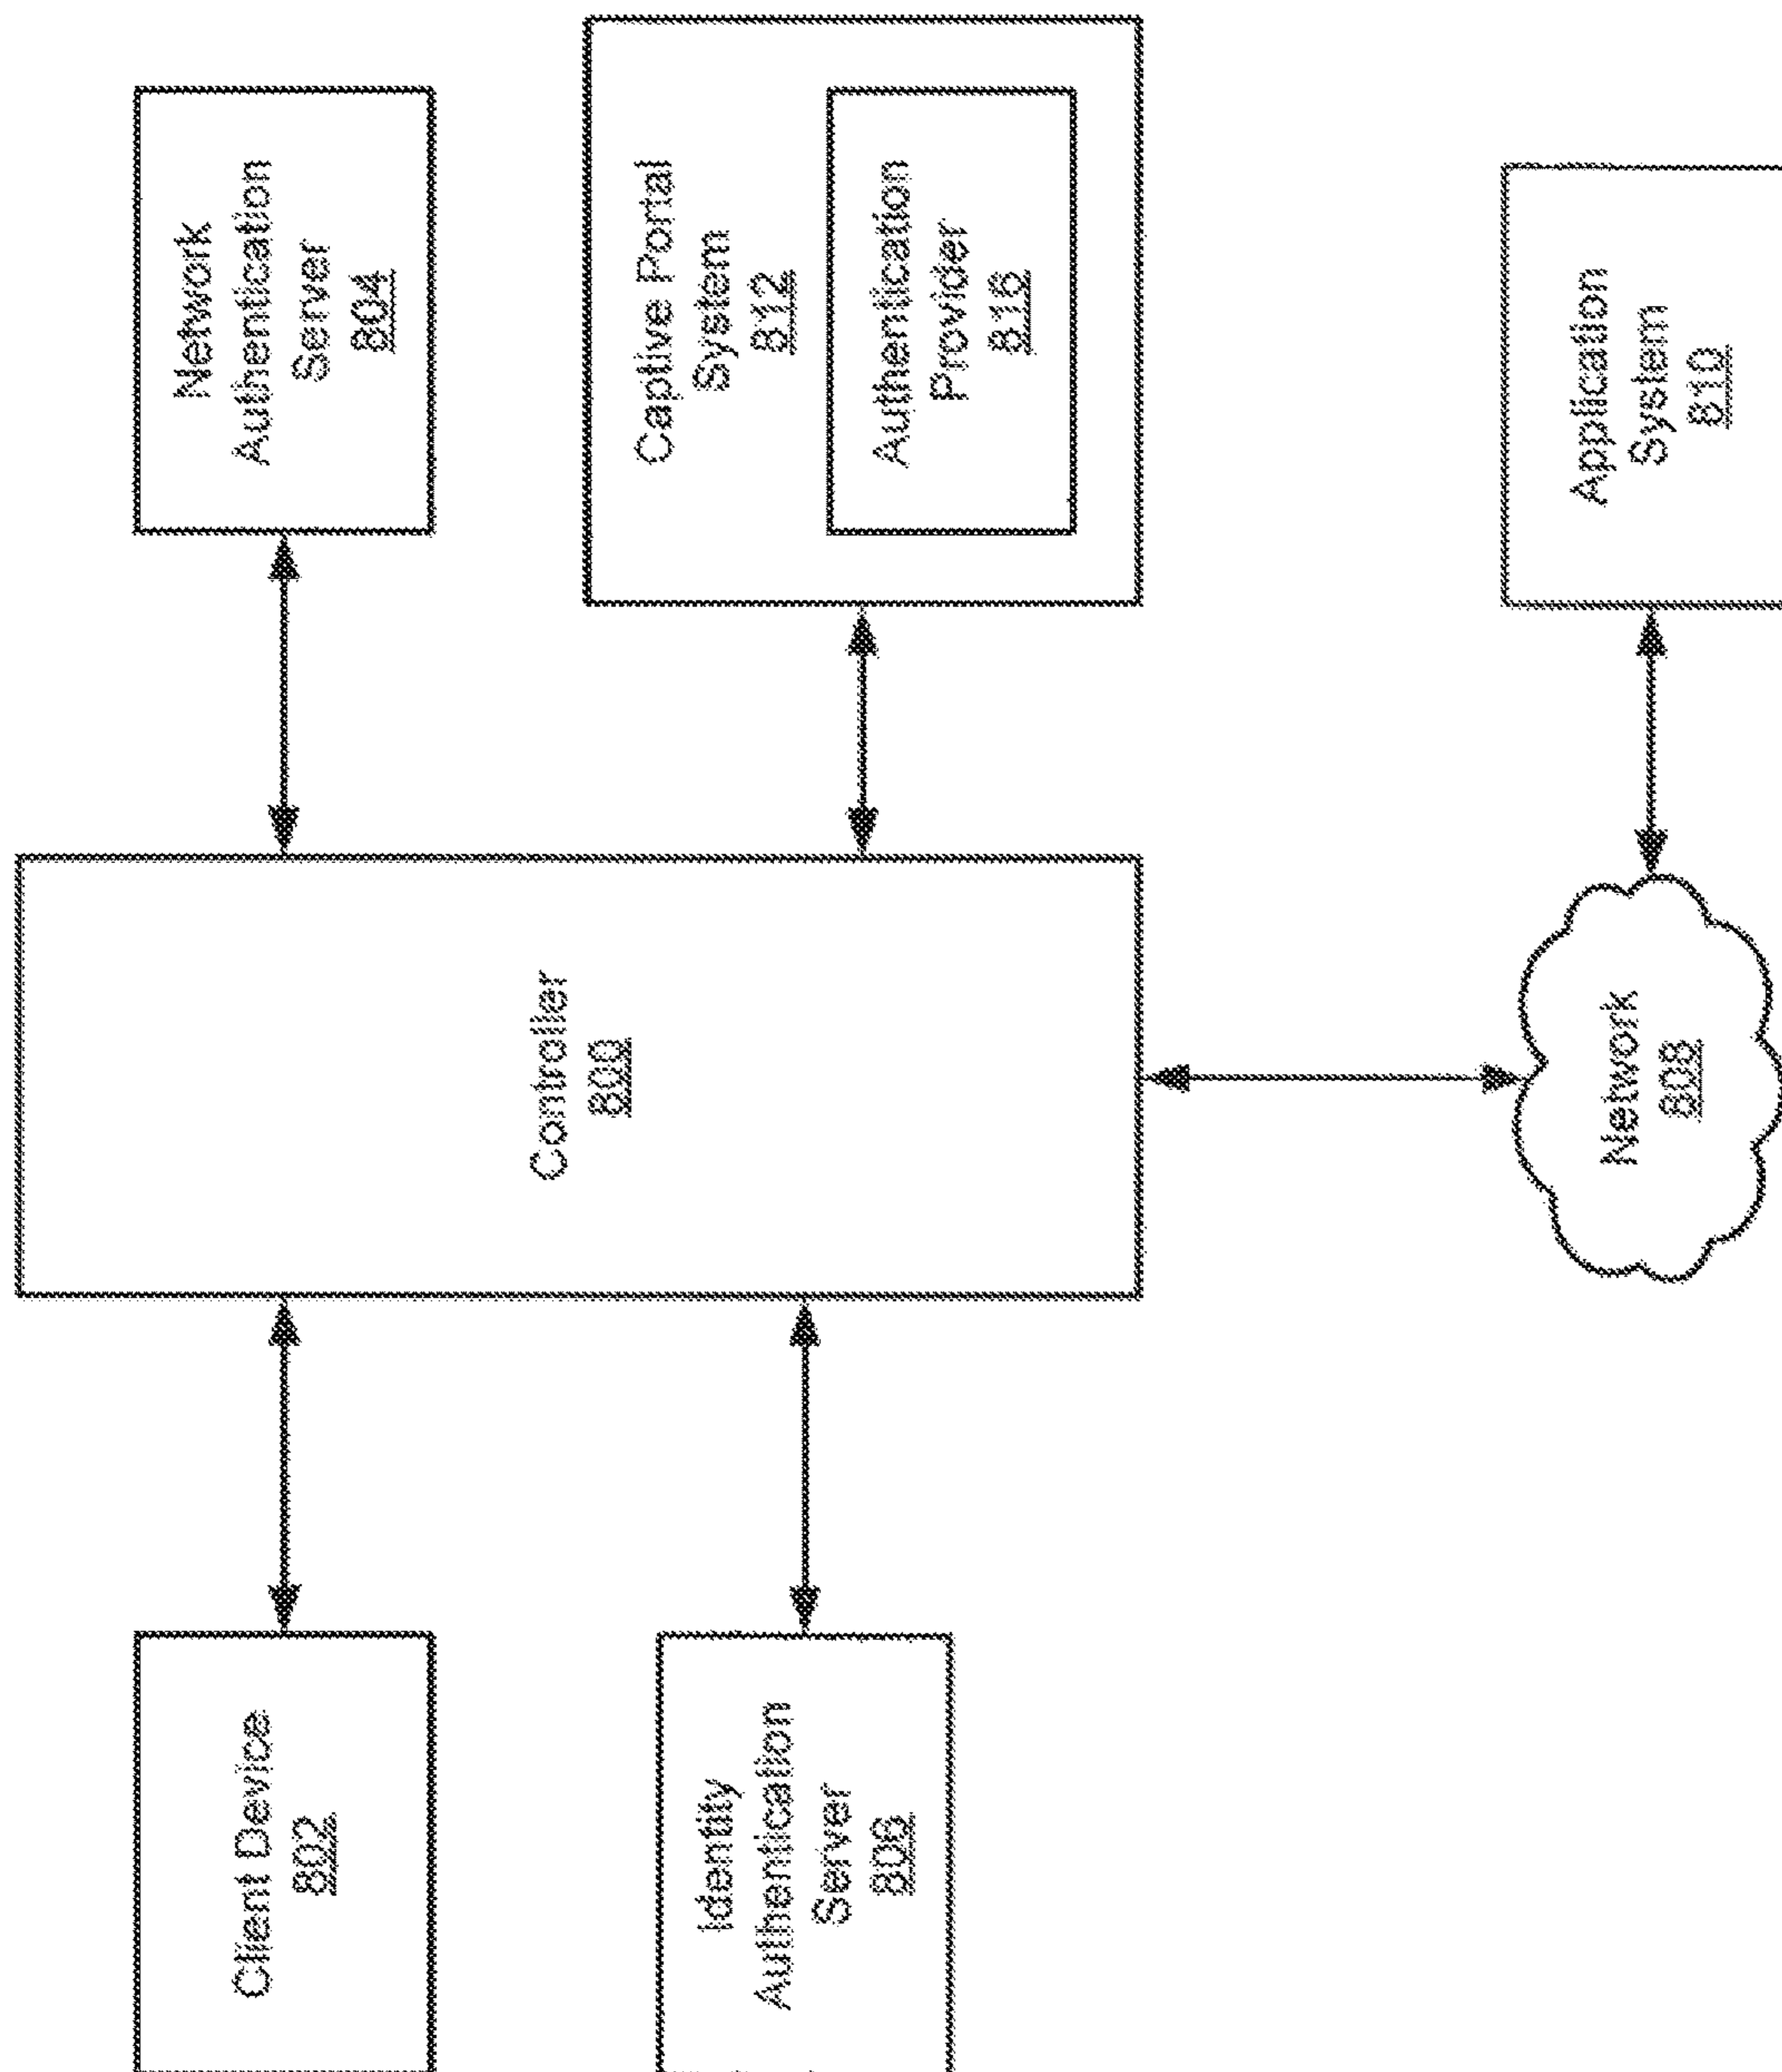 Client Device
802
Network
Authentication
Server
804
Controller
800
Identity
Authentication
Server
806
Captive Portal
System
812
Authentication
Provider
816
Network
808
Application
System
810